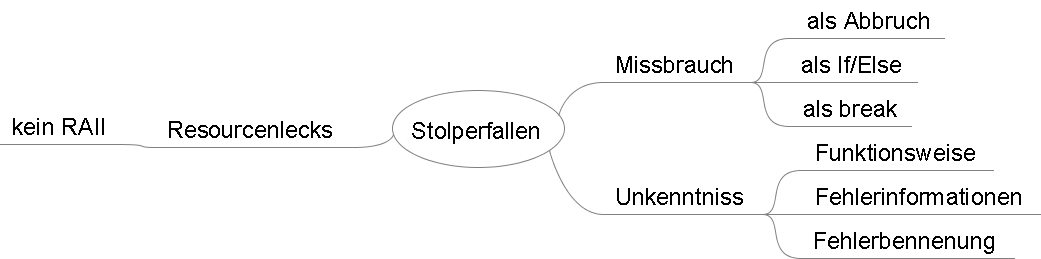 Stolperfallen
Missbrauch
als Abbruch
als If/Else
als break
Unkenntniss
Funktionsweise
Fehlerinformationen
Fehlerbennenung
Resourcenlecks
kein RAII